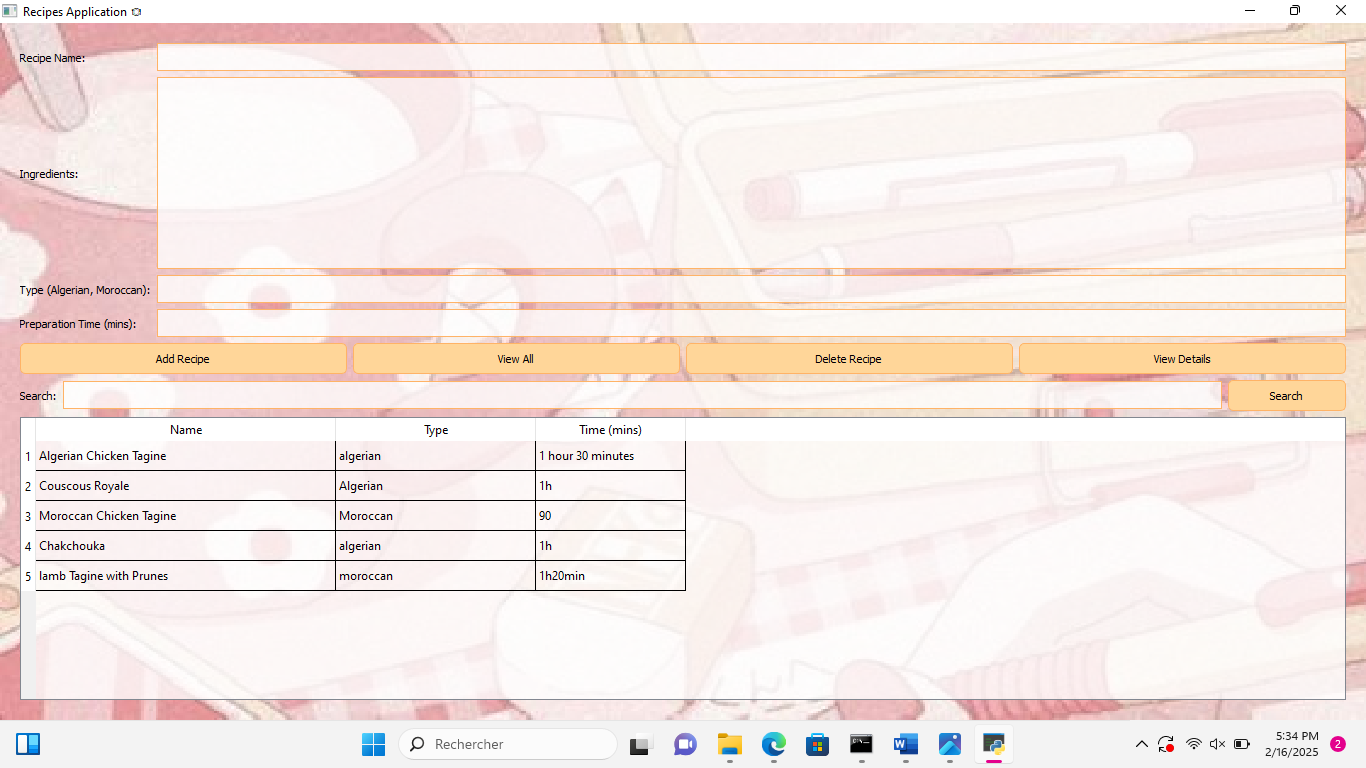 Recipes Application
Recipe Name:
Ingredients:
Type (Algerian, Moroccan):
Preparation Time (mins):
Add Recipe View All Delete Recipe View Details
Search: Search
Name Type Time (mins)
1 Algerian Chicken Tagine algerian 1 hour 30 minutes
2 Couscous Royale Algerian 1h
3 Moroccan Chicken Tagine Moroccan 90
4 Chakchouka algerian 1h
5 lamb Tagine with Prunes moroccan 1h20min
Rechercher
5:34 PM
2/16/2025
2